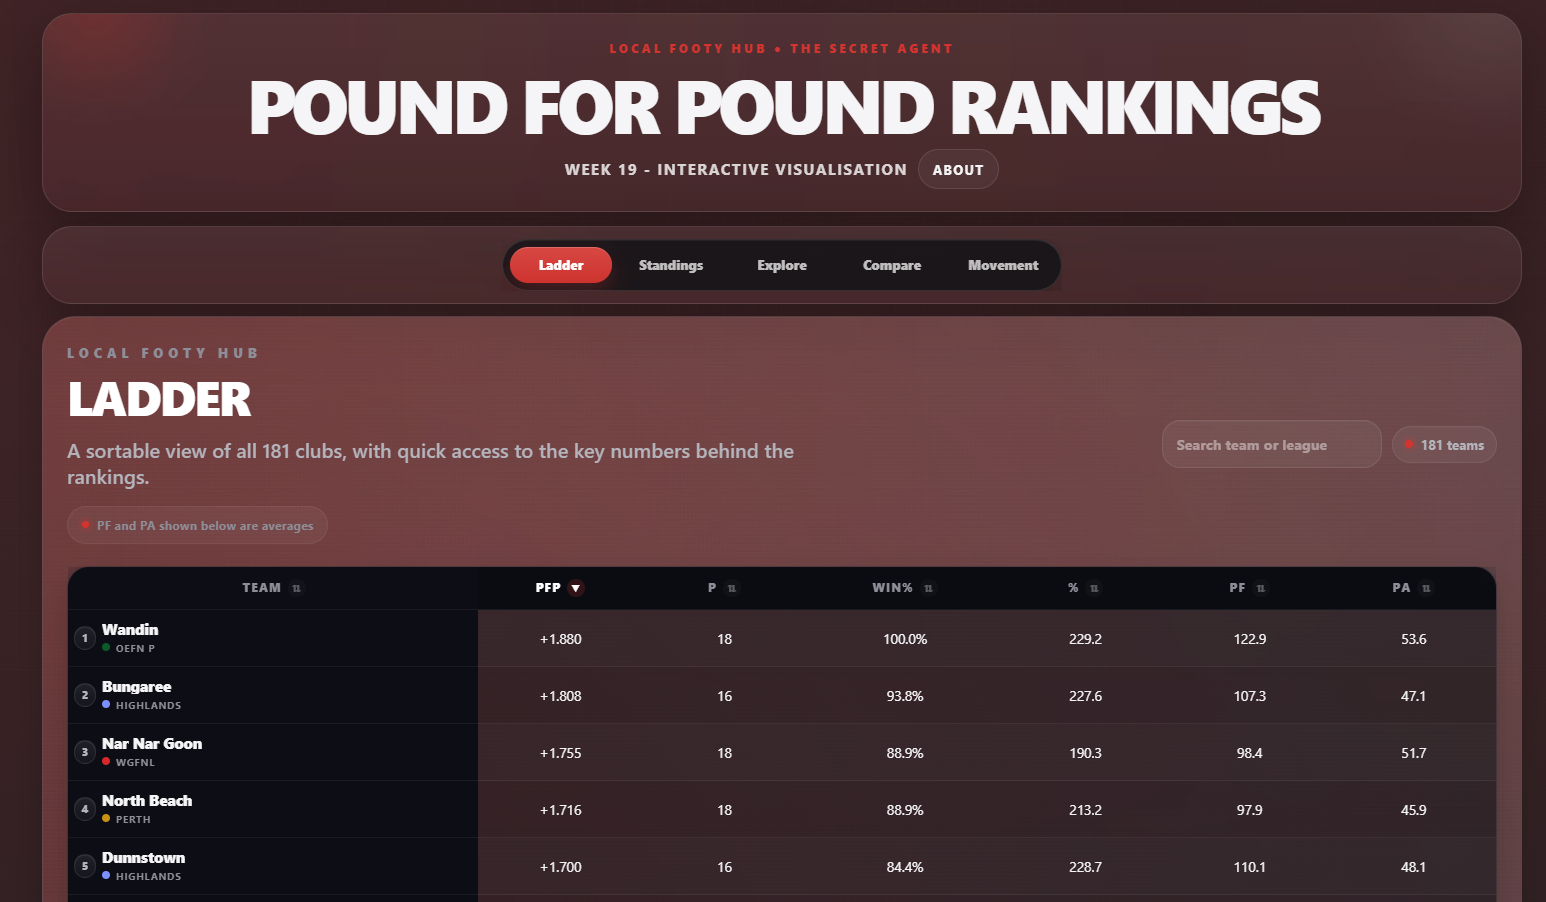 LOCAL FOOTY HUB • THE SECRET AGENT
POUND FOR POUND RANKINGS
WEEK 19 - INTERACTIVE VISUALISATION ABOUT
Ladder Standings Explore Compare Movement
LOCAL FOOTY HUB
LADDER
A sortable view of all 181 clubs, with quick access to the key numbers behind the
rankings.
Search team or league 181 teams
PF and PA shown below are averages
TEAM ⇅ PFP ▼ P ⇅ WIN% ⇅ % ⇅ PF ⇅ PA ⇅
1 Wandin +1.880 18 100.0% 229.2 122.9 53.6
OEFN P
2 Bungaree +1.808 16 93.8% 227.6 107.3 47.1
HIGHLANDS
3 Nar Nar Goon +1.755 18 88.9% 190.3 98.4 51.7
WGFNL
4 North Beach +1.716 18 88.9% 213.2 97.9 45.9
PERTH
5 Dunnstown +1.700 16 84.4% 228.7 110.1 48.1
HIGHLANDS